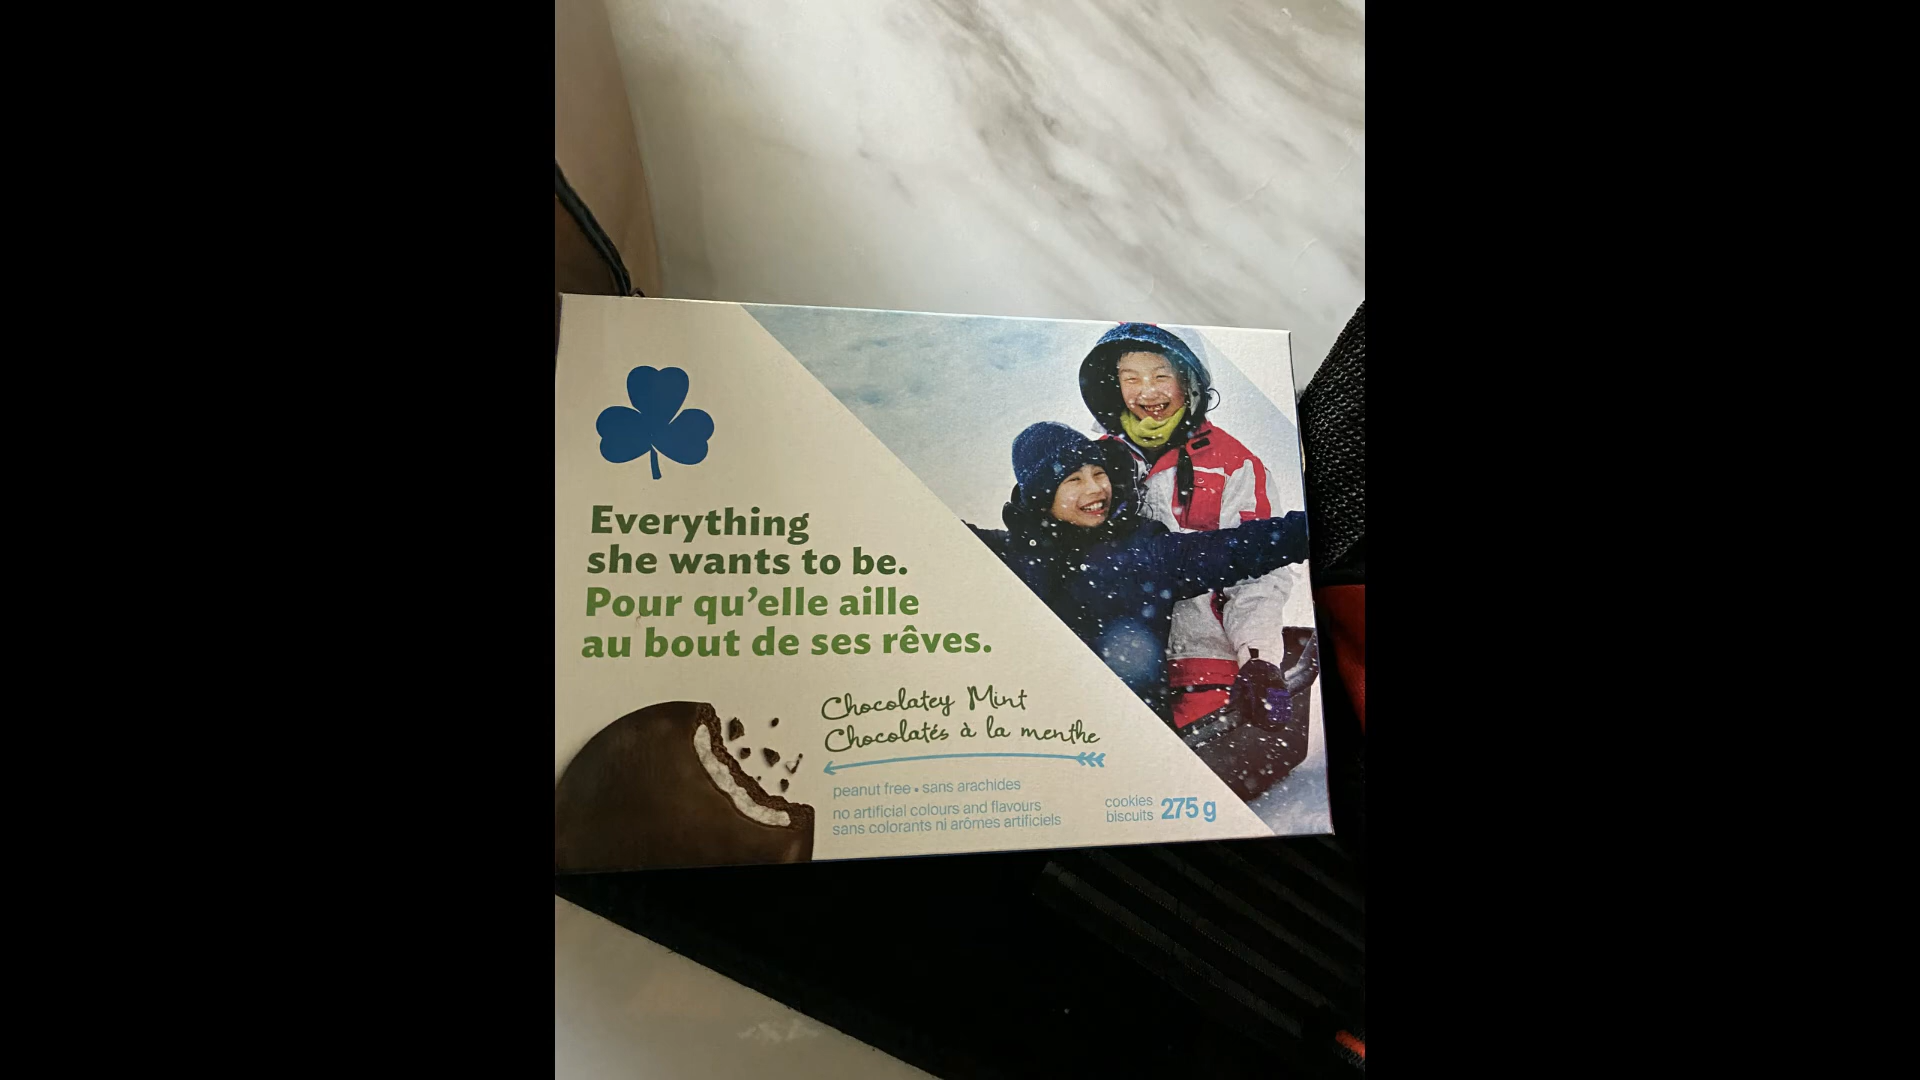 Everything
she wants to be.
Pour qu'elle aille
au bout de ses rêves.
Chocolatey Mint
Chocolatés à la menthe
peanut free • sans arachides
no artificial colours and flavours
sans colorants ni arômes artificiels
cookies
biscuits
275 g